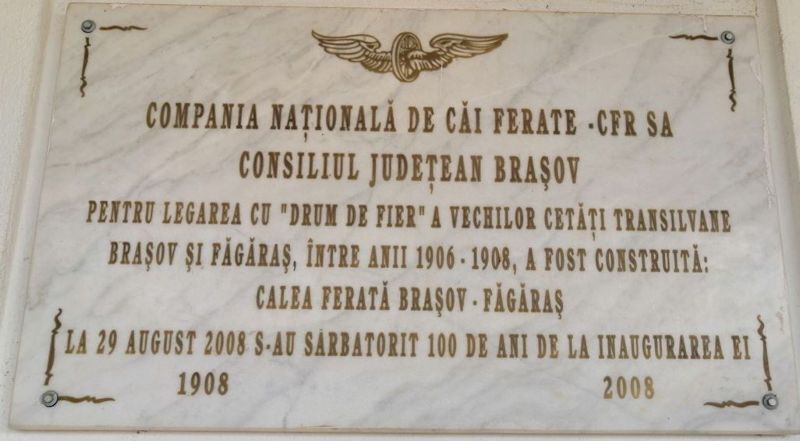 COMPANIA NAȚIONALĂ DE CĂI FERATE -CFR SA
CONSILIUL JUDEȚEAN BRAȘOV
PENTRU LEGAREA CU "DRUM DE FIER" A VECHILOR CETĂȚI TRANSILVANE
BRAȘOV ȘI FĂGĂRAȘ, ÎNTRE ANII 1906 - 1908, A FOST CONSTRUITĂ:
CALEA FERATĂ BRAȘOV - FĂGĂRAȘ
LA 29 AUGUST 2008 S-AU SĂRBATORIT 100 DE ANI DE LA INAUGURAREA EI
1908 2008